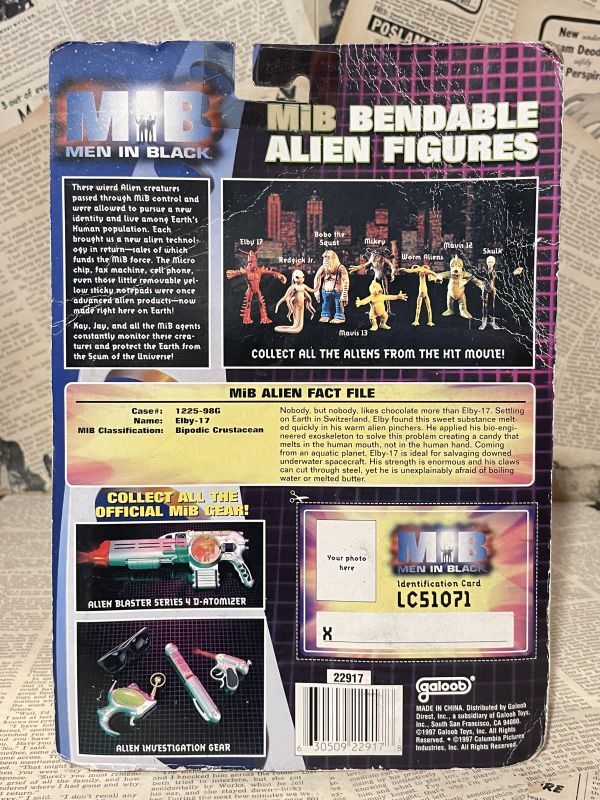 MiB
MEN IN BLACK
MiB BENDABLE
ALIEN FIGURES
These wierd Alien creatures
passed through MiB control and
were allowed to pursue a new
identity and live among Earth's
Human population. Each
brought us a new alien technol-
ogy in return—sales of which
funds the MiB force. The Micro
chip, fax machine, cell phone,
even those little removable yel-
low sticky notepads were once
advanced alien products—now
made right here on Earth!
Kay, Jay, and all the MiB agents
constantly monitor these crea-
tures and protect the Earth from
the Scum of the Universe!
Elby 17
Redgick Jr.
Bobo the
Squat
Mikey
Worm Aliens
Mavis 12
Skulk
Mavis 13
COLLECT ALL THE ALIENS FROM THE HIT MOVIE!
MiB ALIEN FACT FILE
Case#: 1225-98G
Name: Elby-17
MIB Classification: Bipodic Crustacean
Nobody, but nobody, likes chocolate more than Elby-17. Settling
on Earth in Switzerland, Elby found this sweet substance melt-
ed quickly in his warm alien pinchers. He applied his bio-engi-
neered exoskeleton to solve this problem creating a candy that
melts in the human mouth, not in the human hand. Coming
from an aquatic planet, Elby-17 is ideal for salvaging downed
underwater spacecraft. His strength is enormous and his claws
can cut through steel, yet he is unexplainably afraid of boiling
water or melted butter.
COLLECT ALL THE
OFFICIAL MiB GEAR!
ALIEN BLASTER SERIES 4 D-ATOMIZER
ALIEN INVESTIGATION GEAR
Your photo
here
MiB
MEN IN BLACK
Identification Card
LC51071
X
22917
6 30509 22917 8
galoob
MADE IN CHINA. Distributed by Galoob
Direct, Inc., a subsidiary of Galoob Toys,
Inc., South San Francisco, CA 94080.
©1997 Galoob Toys, Inc. All Rights
Reserved. • ©1997 Columbia Pictures
Industries, Inc. All Rights Reserved.